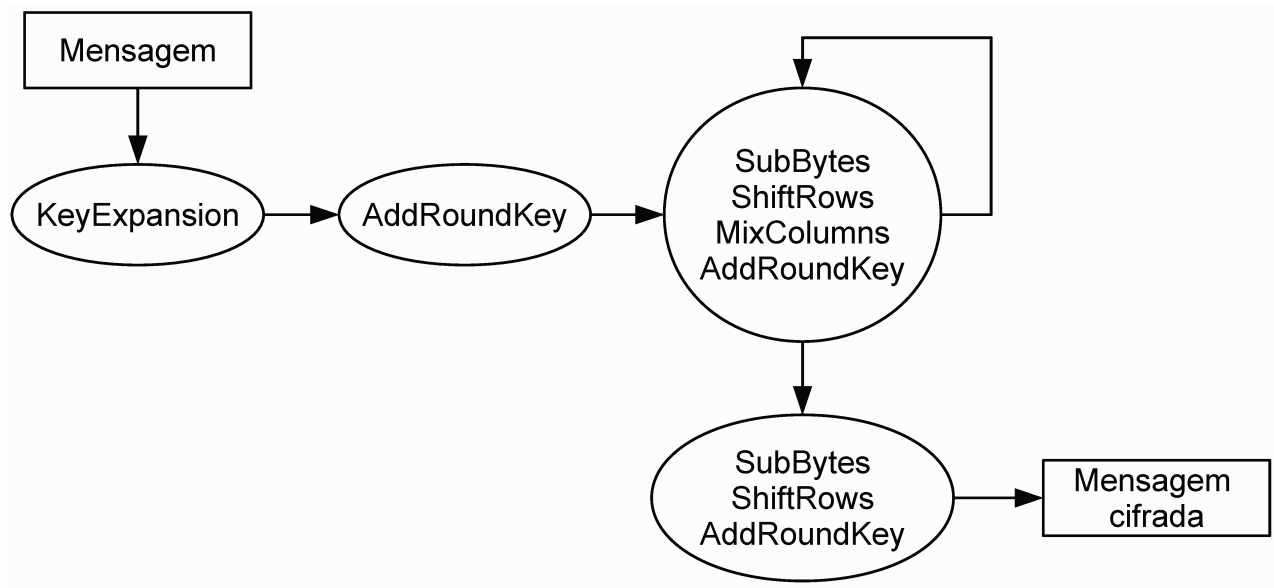 Mensagem
KeyExpansion
AddRoundKey
SubBytes
ShiftRows
MixColumns
AddRoundKey
SubBytes
ShiftRows
AddRoundKey
Mensagem
cifrada